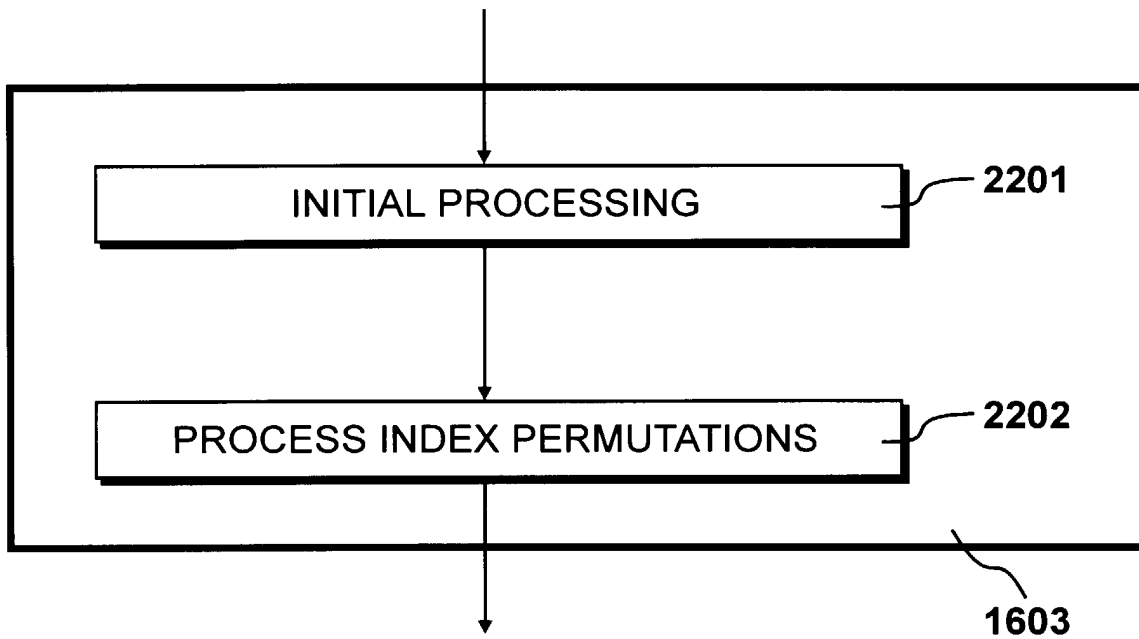 INITIAL PROCESSING
2201
PROCESS INDEX PERMUTATIONS
2202
1603